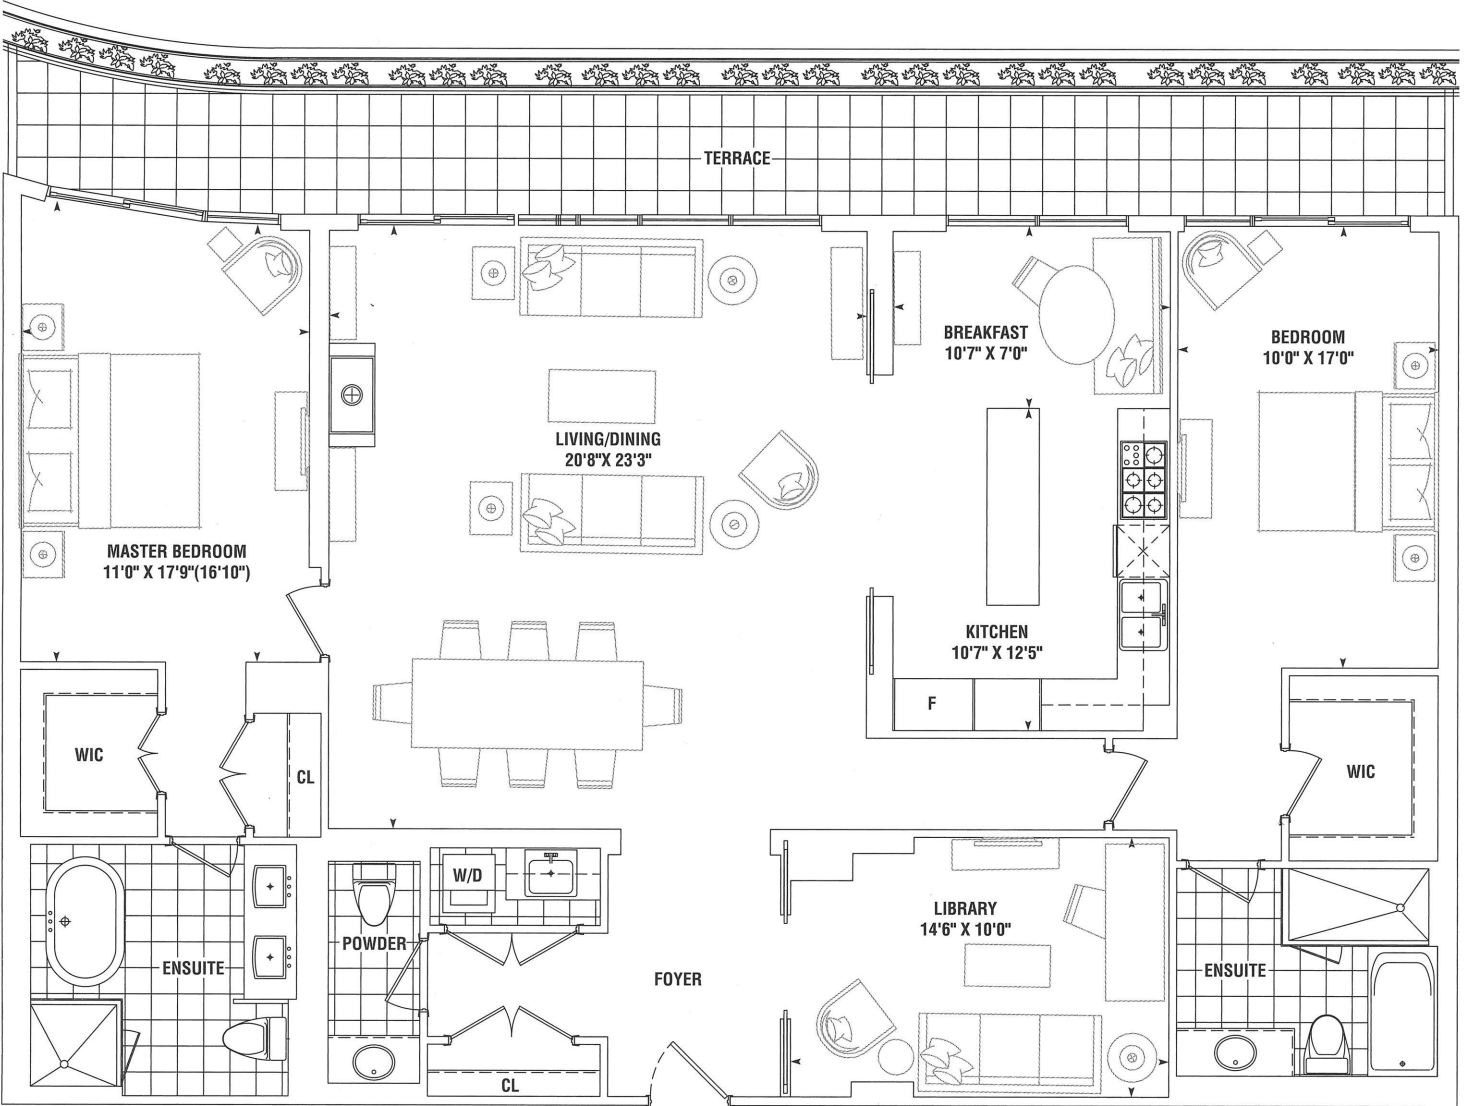 TERRACE
BREAKFAST
10'7" X 7'0"
BEDROOM
10'0" X 17'0"
LIVING/DINING
20'8"X 23'3"
MASTER BEDROOM
11'0" X 17'9"(16'10")
KITCHEN
10'7" X 12'5"
F
WIC
CL
WIC
W/D
LIBRARY
14'6" X 10'0"
POWDER
ENSUITE
FOYER
ENSUITE
CL